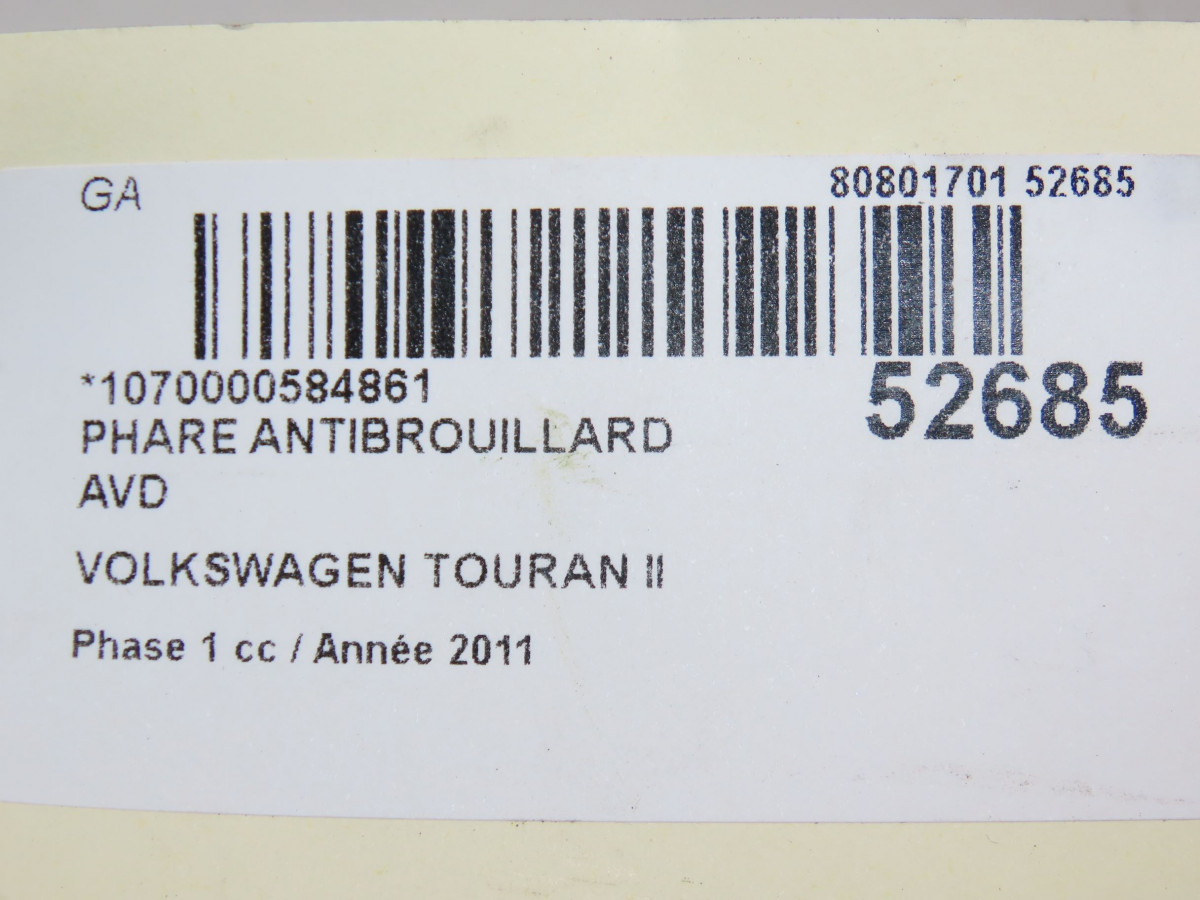 GA
80801701 52685
*1070000584861
52685
PHARE ANTIBROUILLARD
AVD
VOLKSWAGEN TOURAN II
Phase 1 cc / Année 2011